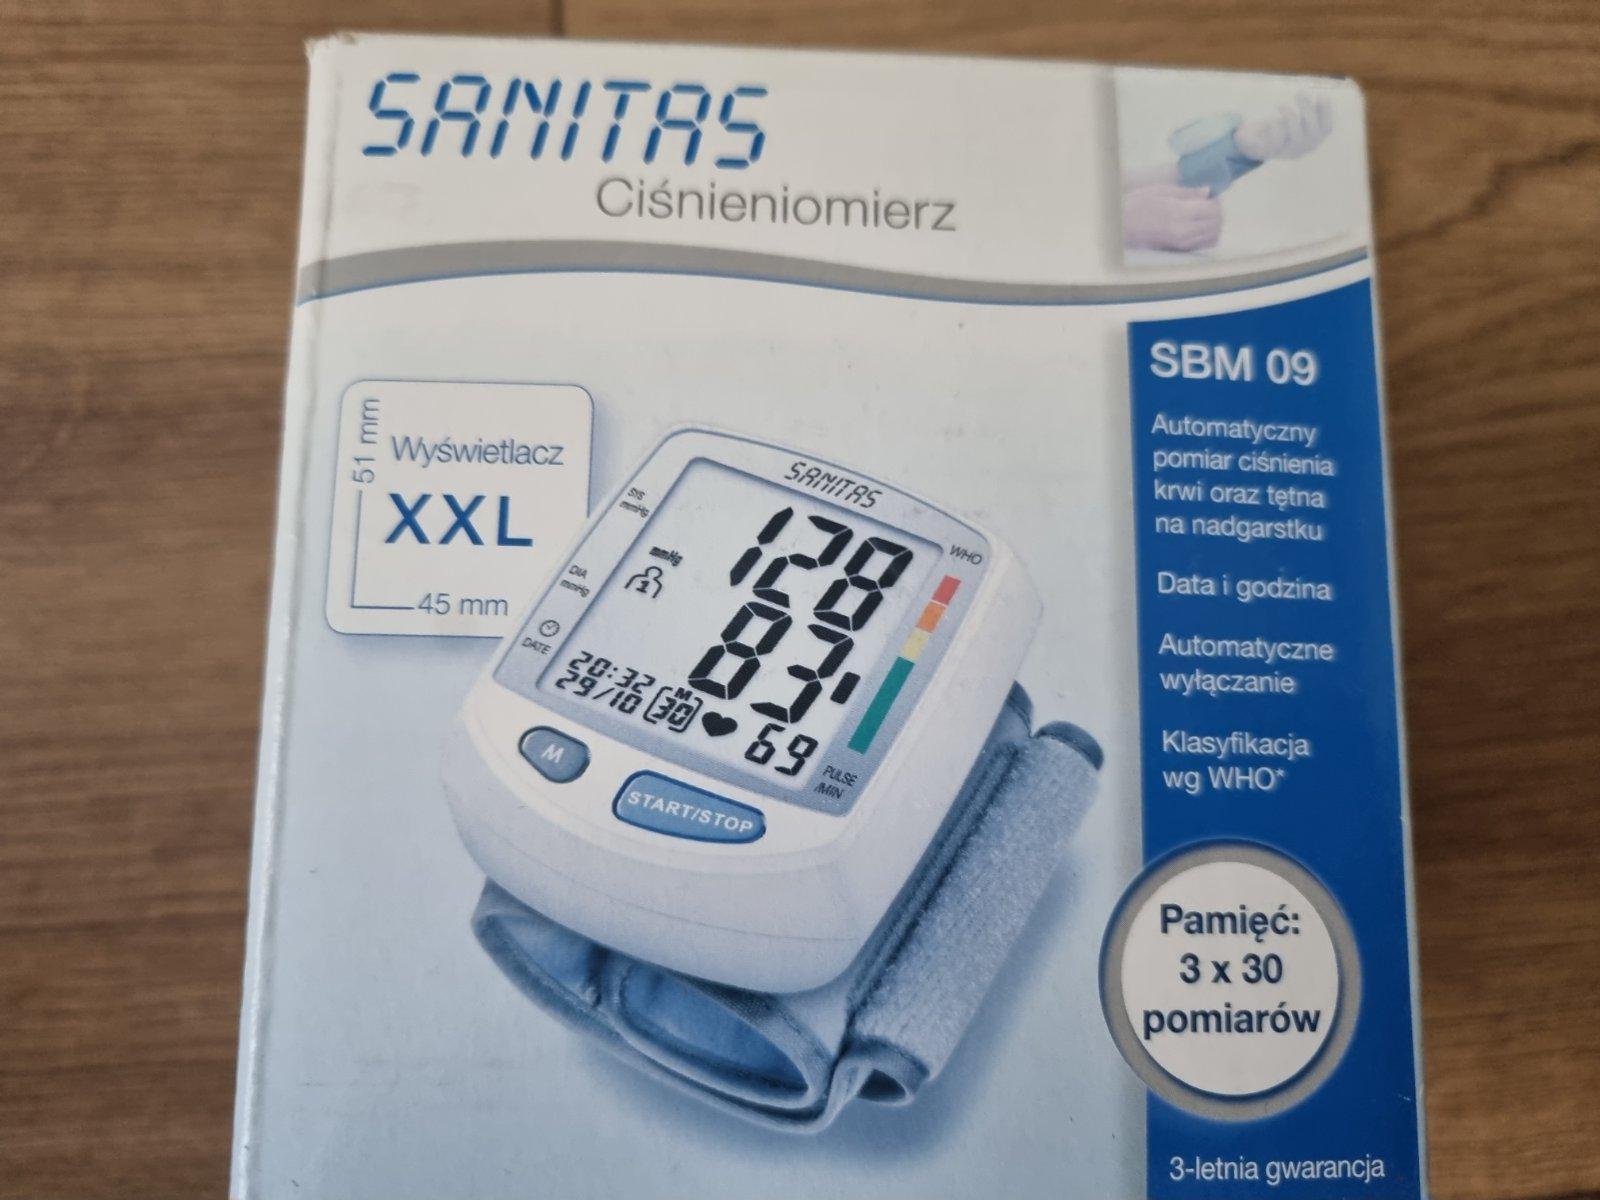 SANITAS
Ciśnieniomierz
51 mm
Wyświetlacz
XXL
45 mm
SANITAS
SYS
mmHg
128
WHO
mmHg
1
DIA
mmHg
83
DATE
20:32
29/10
M
30
69
PULSE
/MIN
M
START/STOP
SBM 09
Automatyczny
pomiar ciśnienia
krwi oraz tętna
na nadgarstku
Data i godzina
Automatyczne
wyłączanie
Klasyfikacja
wg WHO*
Pamięć:
3 x 30
pomiarów
3-letnia gwarancja